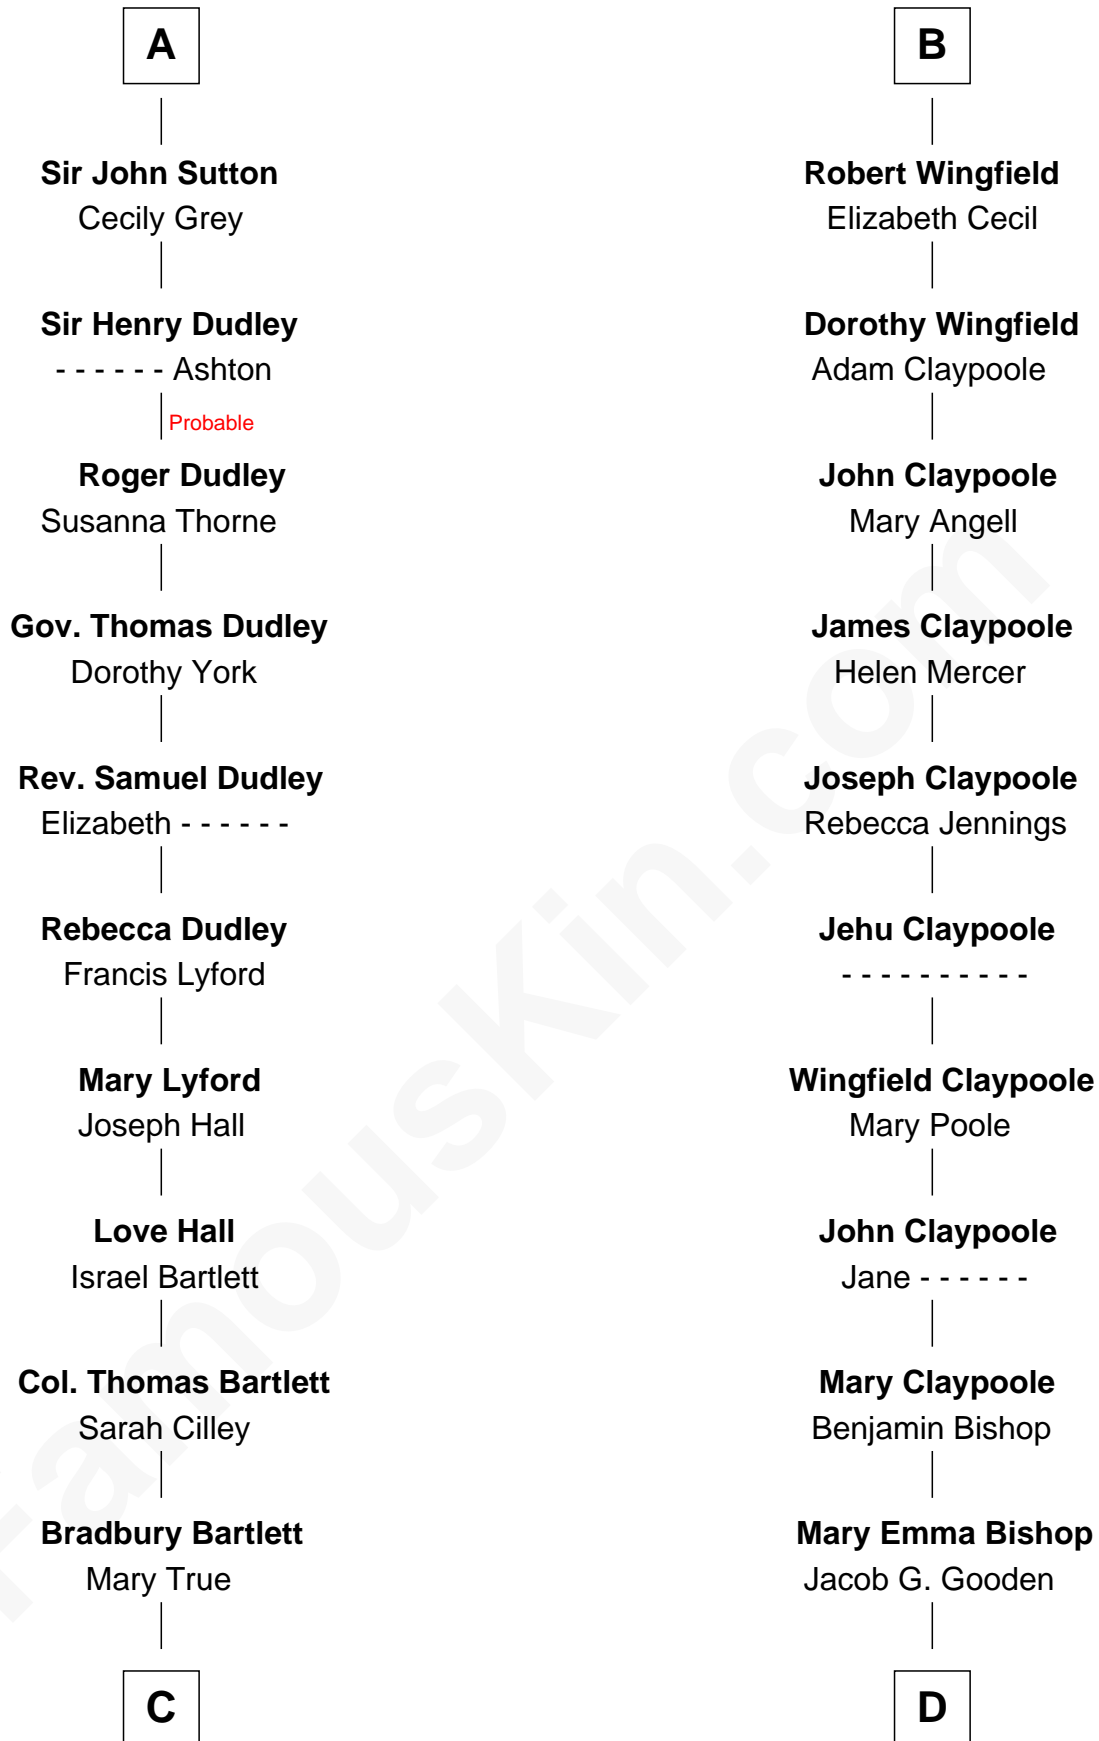 A
Sir John Sutton
Cecily Grey
Sir Henry Dudley
- - - - - - Ashton
Probable
Roger Dudley
Susanna Thorne
Gov. Thomas Dudley
Dorothy York
Rev. Samuel Dudley
Elizabeth - - - - - -
Rebecca Dudley
Francis Lyford
Mary Lyford
Joseph Hall
Love Hall
Israel Bartlett
Col. Thomas Bartlett
Sarah Cilley
Bradbury Bartlett
Mary True
C
B
Robert Wingfield
Elizabeth Cecil
Dorothy Wingfield
Adam Claypoole
John Claypoole
Mary Angell
James Claypoole
Helen Mercer
Joseph Claypoole
Rebecca Jennings
Jehu Claypoole
- - - - - - - - - -
Wingfield Claypoole
Mary Poole
John Claypoole
Jane - - - - - -
Mary Claypoole
Benjamin Bishop
Mary Emma Bishop
Jacob G. Gooden
D
FamousKin.com